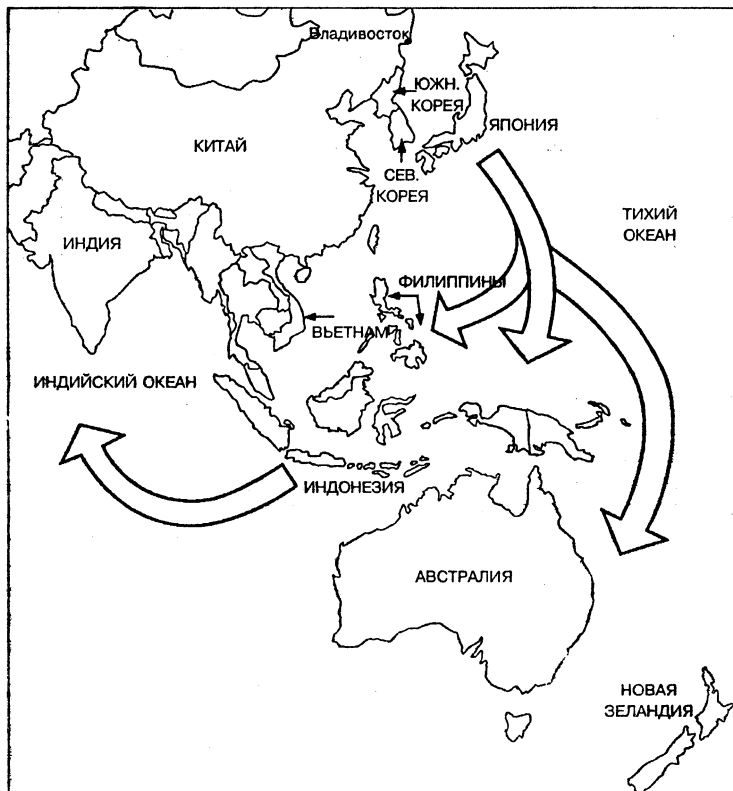 Владивосток
ЮЖН.
КОРЕЯ
ЯПОНИЯ
КИТАЙ
СЕВ.
КОРЕЯ
ТИХИЙ
ОКЕАН
ИНДИЯ
ФИЛИППИНЫ
ВЬЕТНАМ
ИНДИЙСКИЙ ОКЕАН
ИНДОНЕЗИЯ
АВСТРАЛИЯ
НОВАЯ
ЗЕЛАНДИЯ